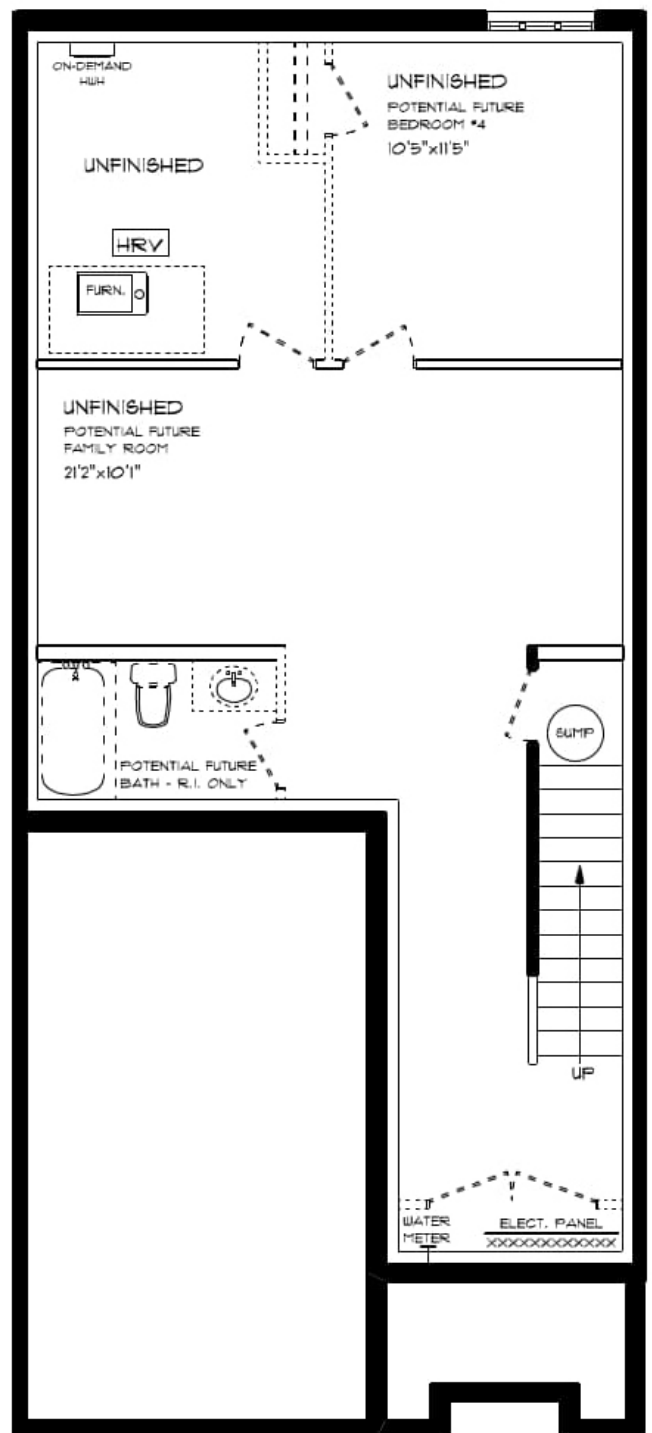 ON-DEMAND
HWH
UNFINISHED
POTENTIAL FUTURE
BEDROOM #4
10'5"x11'5"
UNFINISHED
HRV
FURN.
UNFINISHED
POTENTIAL FUTURE
FAMILY ROOM
21'2"x10'1"
SUMP
POTENTIAL FUTURE
BATH - R.I. ONLY
UP
WATER
METER
ELECT. PANEL
XXXXXXXXXXXX